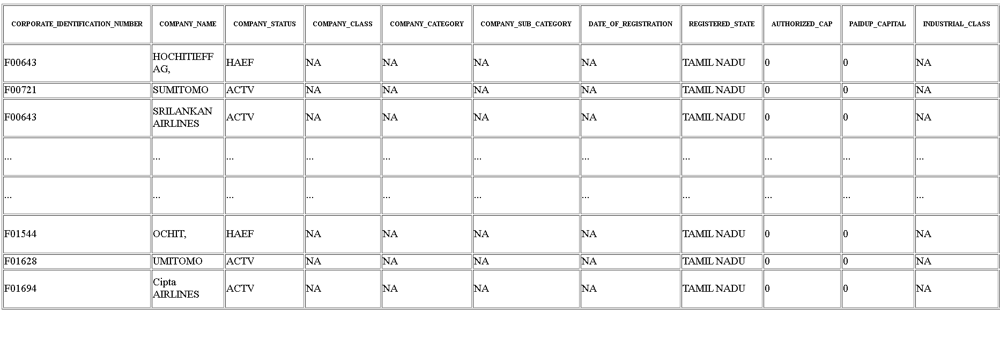 CORPORATE_IDENTIFICATION_NUMBER COMPANY_NAME COMPANY_STATUS COMPANY_CLASS COMPANY_CATEGORY COMPANY_SUB_CATEGORY DATE_OF_REGISTRATION REGISTERED_STATE AUTHORIZED_CAP PAIDUP_CAPITAL INDUSTRIAL_CLASS
F00643 HOCHITIEFF AG, HAEF NA NA NA NA TAMIL NADU 0 0 NA
F00721 SUMITOMO ACTV NA NA NA NA TAMIL NADU 0 0 NA
F00643 SRILANKAN AIRLINES ACTV NA NA NA NA TAMIL NADU 0 0 NA
... ... ... ... ... ... ... ... ... ... ...
... ... ... ... ... ... ... ... ... ... ...
F01544 OCHIT, HAEF NA NA NA NA TAMIL NADU 0 0 NA
F01628 UMITOMO ACTV NA NA NA NA TAMIL NADU 0 0 NA
F01694 Cipta AIRLINES ACTV NA NA NA NA TAMIL NADU 0 0 NA